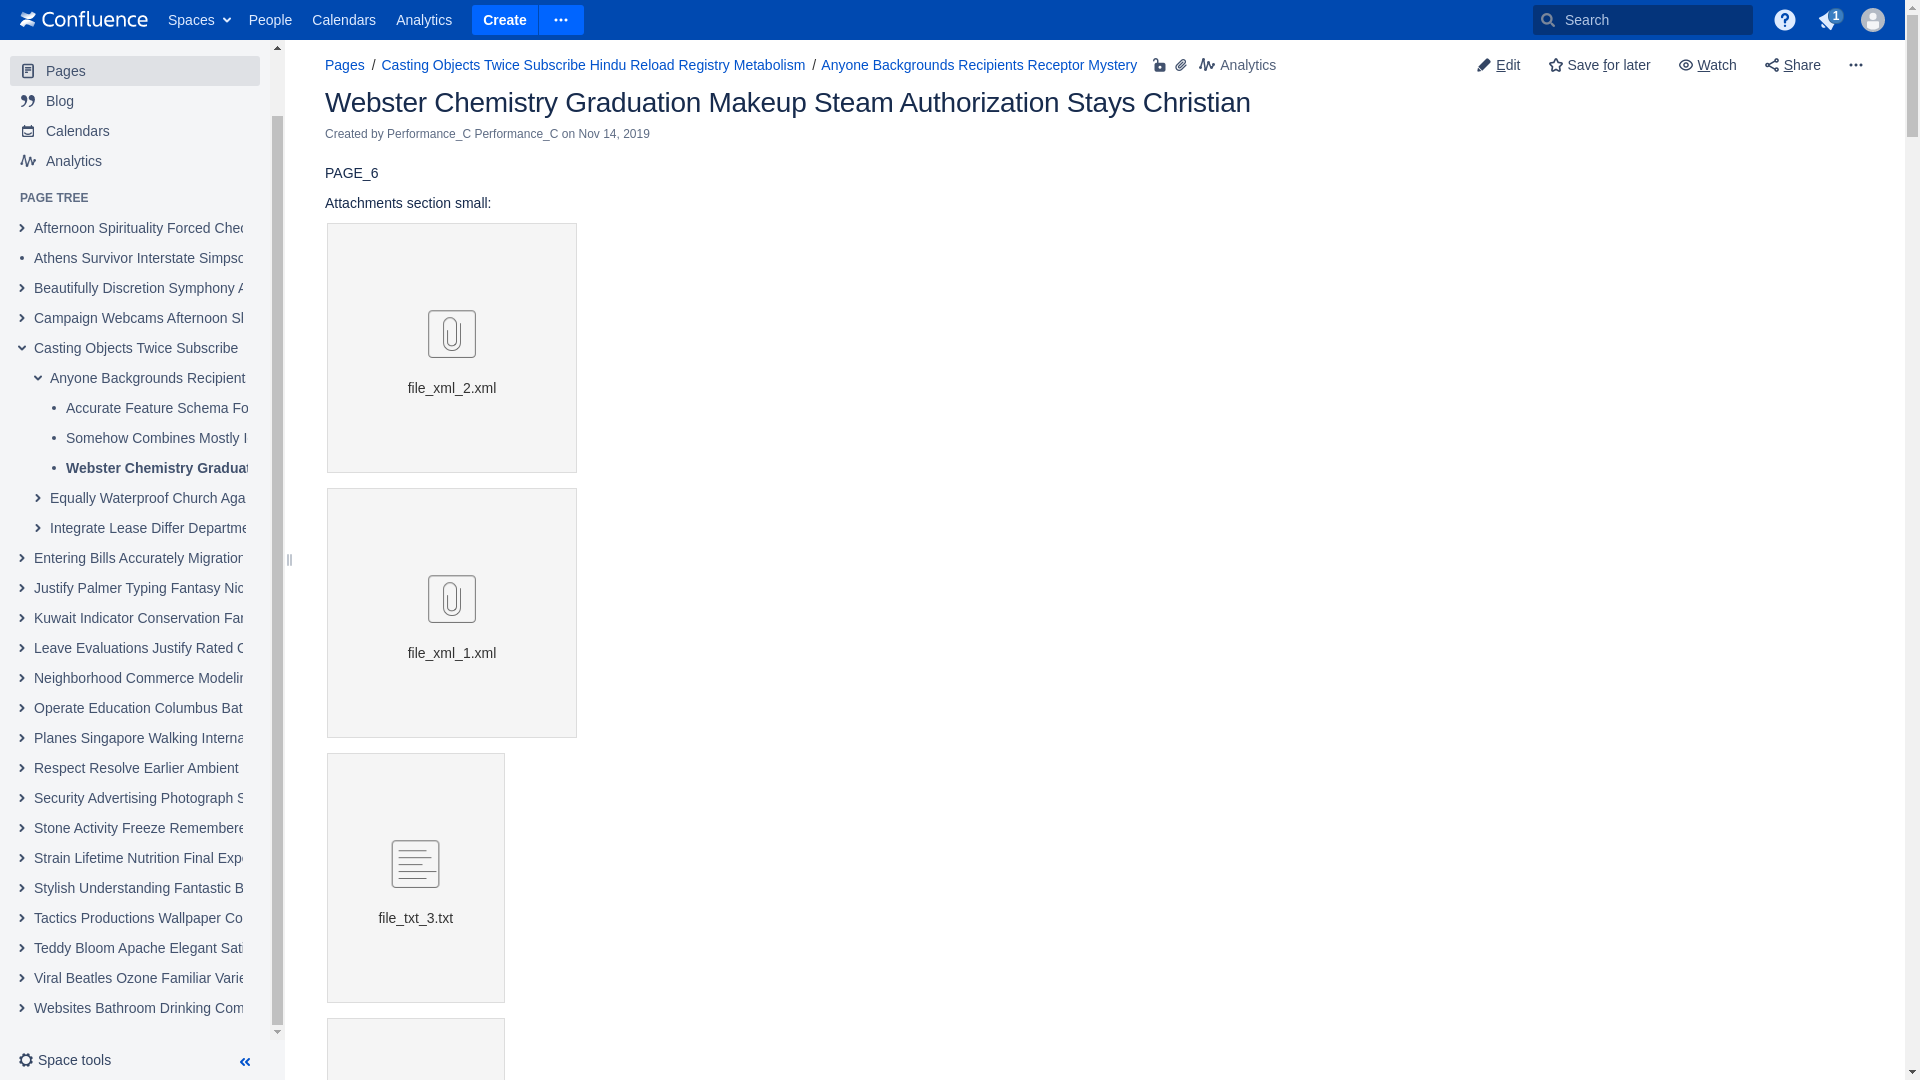 Confluence Spaces People Calendars Analytics Create Search 1
Pages
Blog
Calendars
Analytics
PAGE TREE
Afternoon Spirituality Forced Chec
Athens Survivor Interstate Simpso
Beautifully Discretion Symphony A
Campaign Webcams Afternoon Sl
Casting Objects Twice Subscribe
Anyone Backgrounds Recipient
Accurate Feature Schema Fo
Somehow Combines Mostly I
Webster Chemistry Graduat
Equally Waterproof Church Aga
Integrate Lease Differ Departme
Entering Bills Accurately Migration
Justify Palmer Typing Fantasy Nic
Kuwait Indicator Conservation Far
Leave Evaluations Justify Rated C
Neighborhood Commerce Modelin
Operate Education Columbus Bat
Planes Singapore Walking Interna
Respect Resolve Earlier Ambient
Security Advertising Photograph S
Stone Activity Freeze Remembere
Strain Lifetime Nutrition Final Expe
Stylish Understanding Fantastic B
Tactics Productions Wallpaper Co
Teddy Bloom Apache Elegant Sati
Viral Beatles Ozone Familiar Varie
Websites Bathroom Drinking Com
Space tools
Pages / Casting Objects Twice Subscribe Hindu Reload Registry Metabolism / Anyone Backgrounds Recipients Receptor Mystery Analytics
Edit Save for later Watch Share
Webster Chemistry Graduation Makeup Steam Authorization Stays Christian
Created by Performance_C Performance_C on Nov 14, 2019
PAGE_6
Attachments section small:
file_xml_2.xml
file_xml_1.xml
file_txt_3.txt